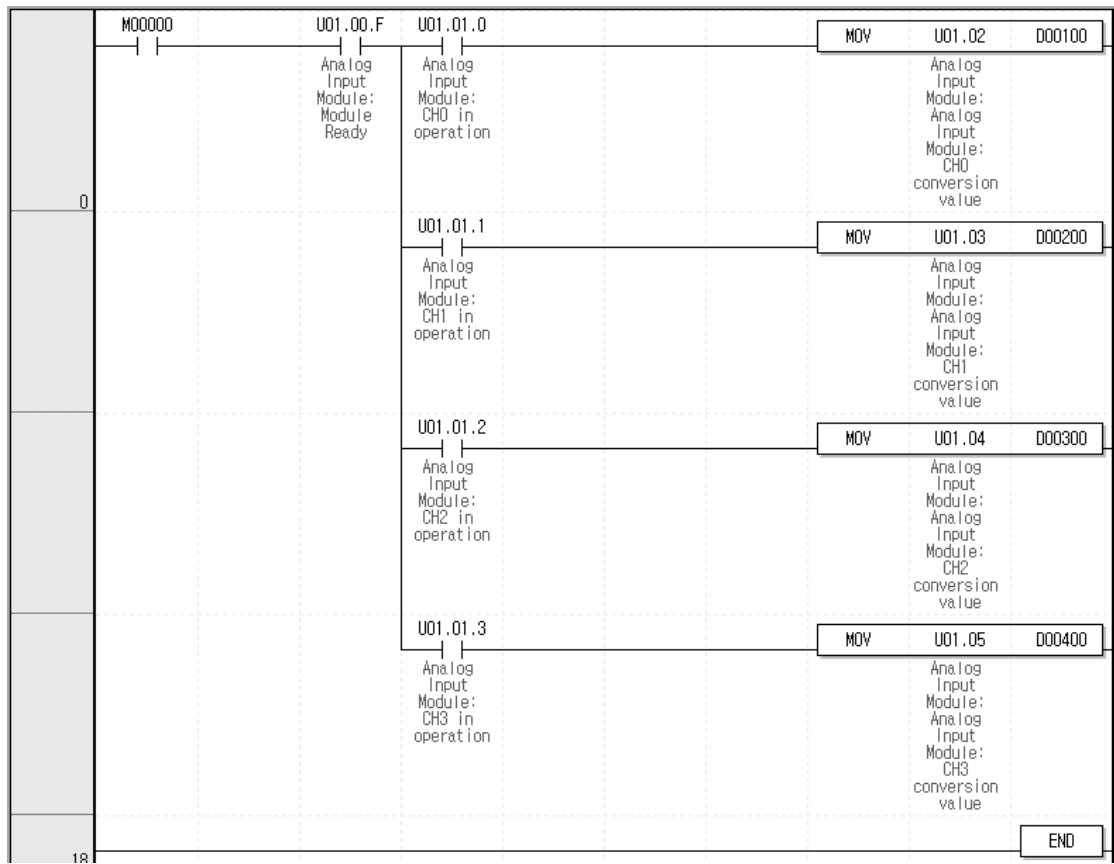 M00000 U01.00.F U01.01.0
MOV U01.02 D00100
Analog
Input
Module:
Module
Ready
Analog
Input
Module:
CH0 in
operation
Analog
Input
Module:
Analog
Input
Module:
CH0
conversion
value
0
U01.01.1
MOV U01.03 D00200
Analog
Input
Module:
CH1 in
operation
Analog
Input
Module:
Analog
Input
Module:
CH1
conversion
value
U01.01.2
MOV U01.04 D00300
Analog
Input
Module:
CH2 in
operation
Analog
Input
Module:
Analog
Input
Module:
CH2
conversion
value
U01.01.3
MOV U01.05 D00400
Analog
Input
Module:
CH3 in
operation
Analog
Input
Module:
Analog
Input
Module:
CH3
conversion
value
END
18